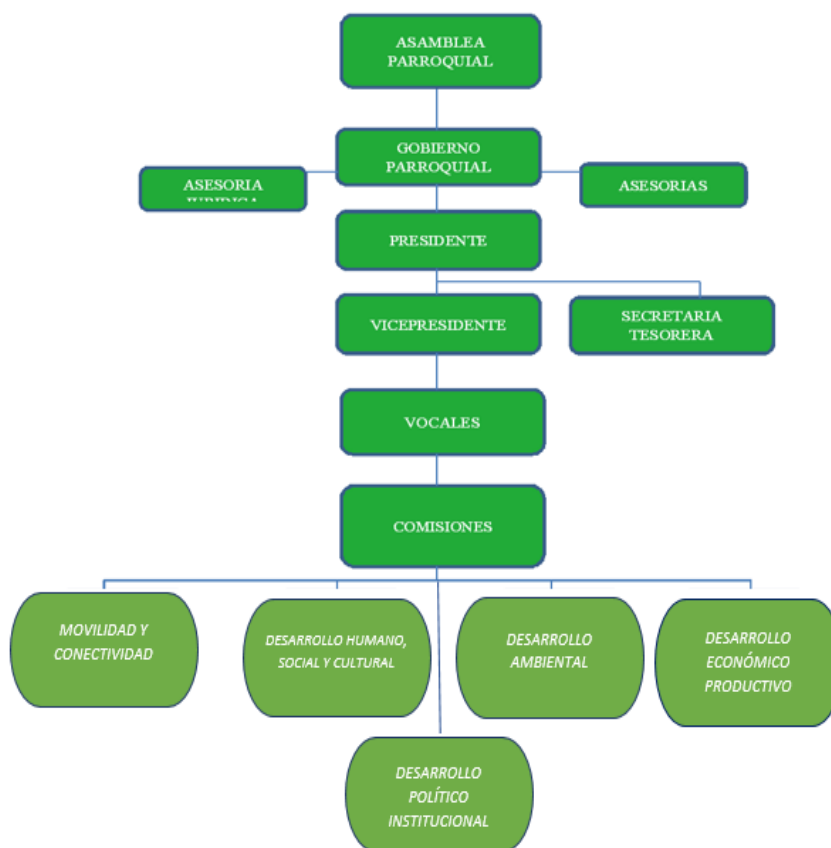 ASAMBLEA
PARROQUIAL
GOBIERNO
PARROQUIAL
ASESORIA
JURIDICA
ASESORIAS
PRESIDENTE
VICEPRESIDENTE
SECRETARIA
TESORERA
VOCALES
COMISIONES
MOVILIDAD Y
CONECTIVIDAD
DESARROLLO HUMANO,
SOCIAL Y CULTURAL
DESARROLLO
AMBIENTAL
DESARROLLO
ECONÓMICO
PRODUCTIVO
DESARROLLO
POLÍTICO
INSTITUCIONAL